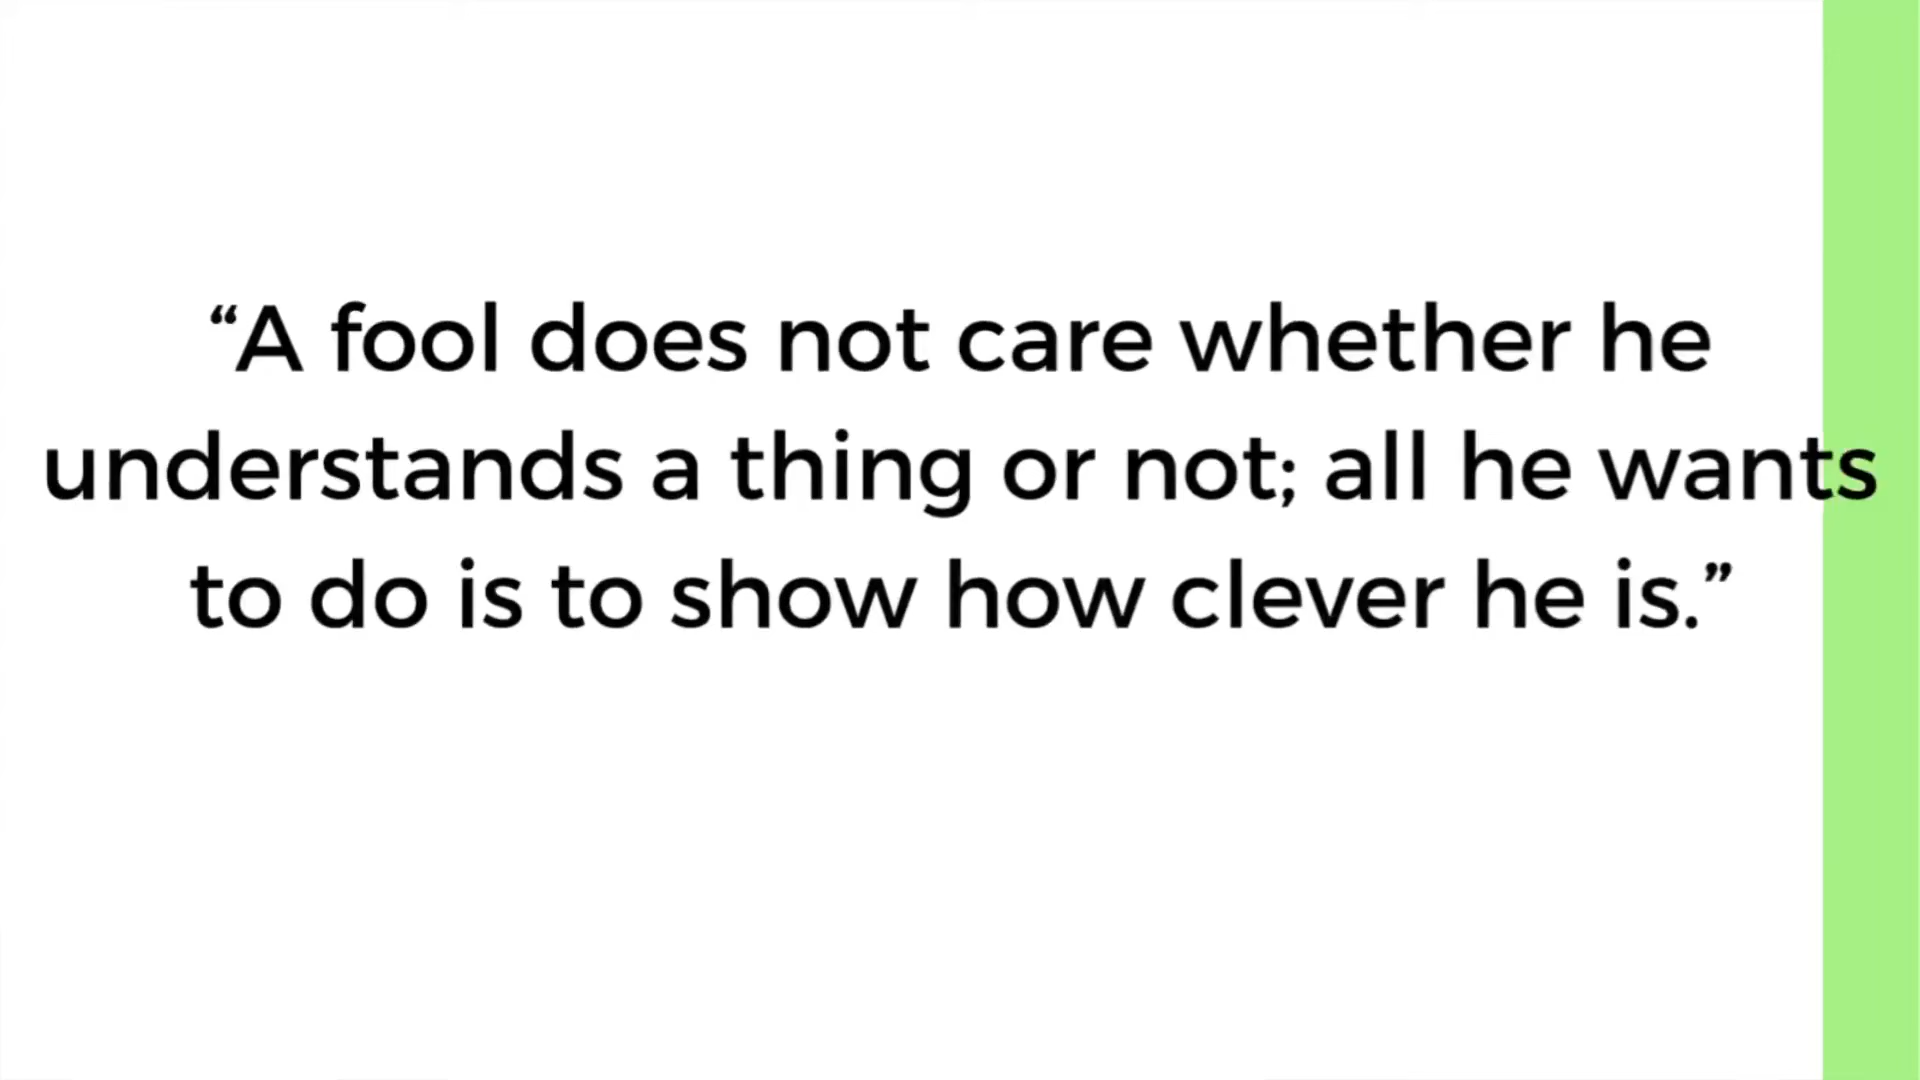 “A fool does not care whether he
understands a thing or not; all he wants
to do is to show how clever he is.”